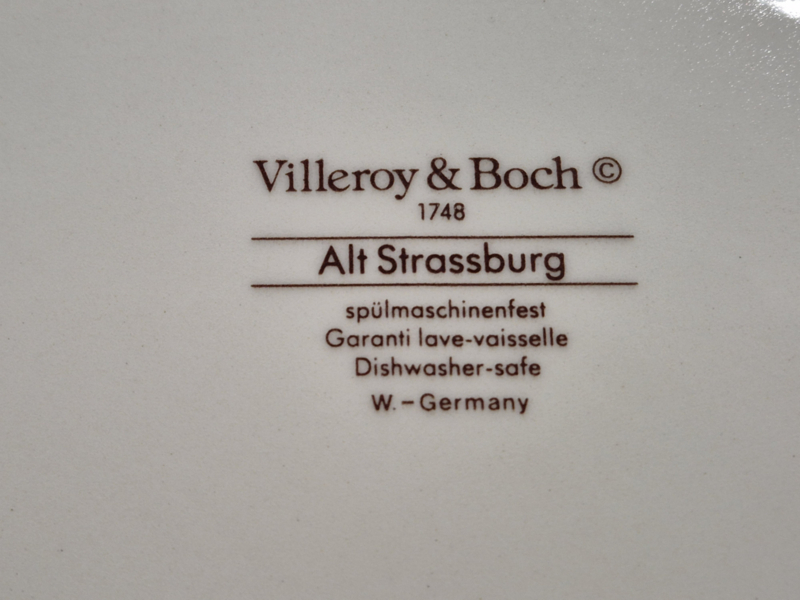 Villeroy & Boch ©
1748
Alt Strassburg
spülmaschinenfest
Garanti lave-vaisselle
Dishwasher-safe
W.-Germany